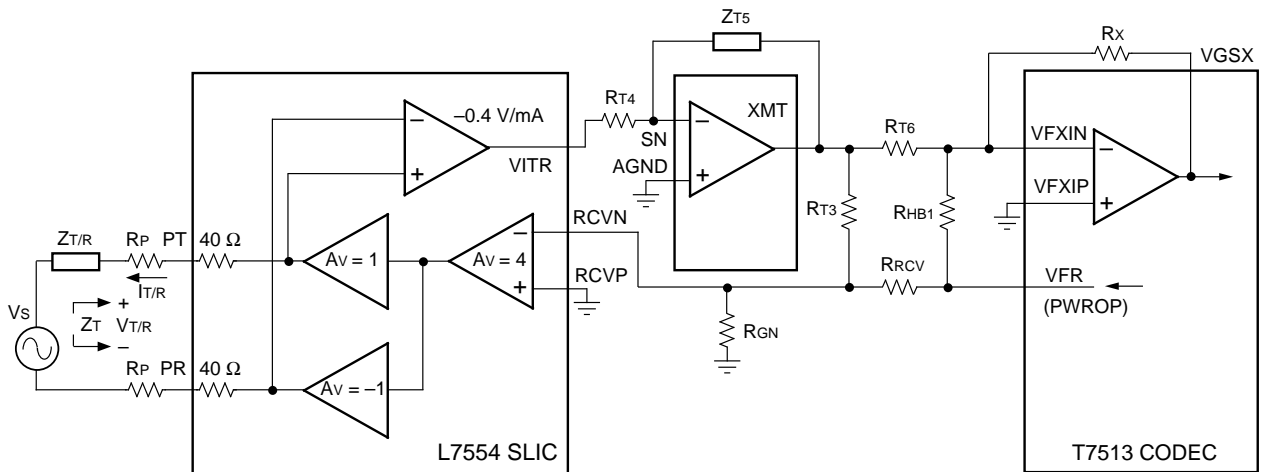 ZT5
RX
VGSX
–0.4 V/mA
RT4
XMT
SN
VITR
AGND
RT6
VFXIN
VFXIP
RT3
RHB1
RCVN
RCVP
ZT/R
RP PT 40 Ω
IT/R
AV = 1
AV = 4
RRCV
VFR
(PWROP)
VS
ZT
+
VT/R
–
RGN
RP PR 40 Ω
AV = –1
L7554 SLIC
T7513 CODEC